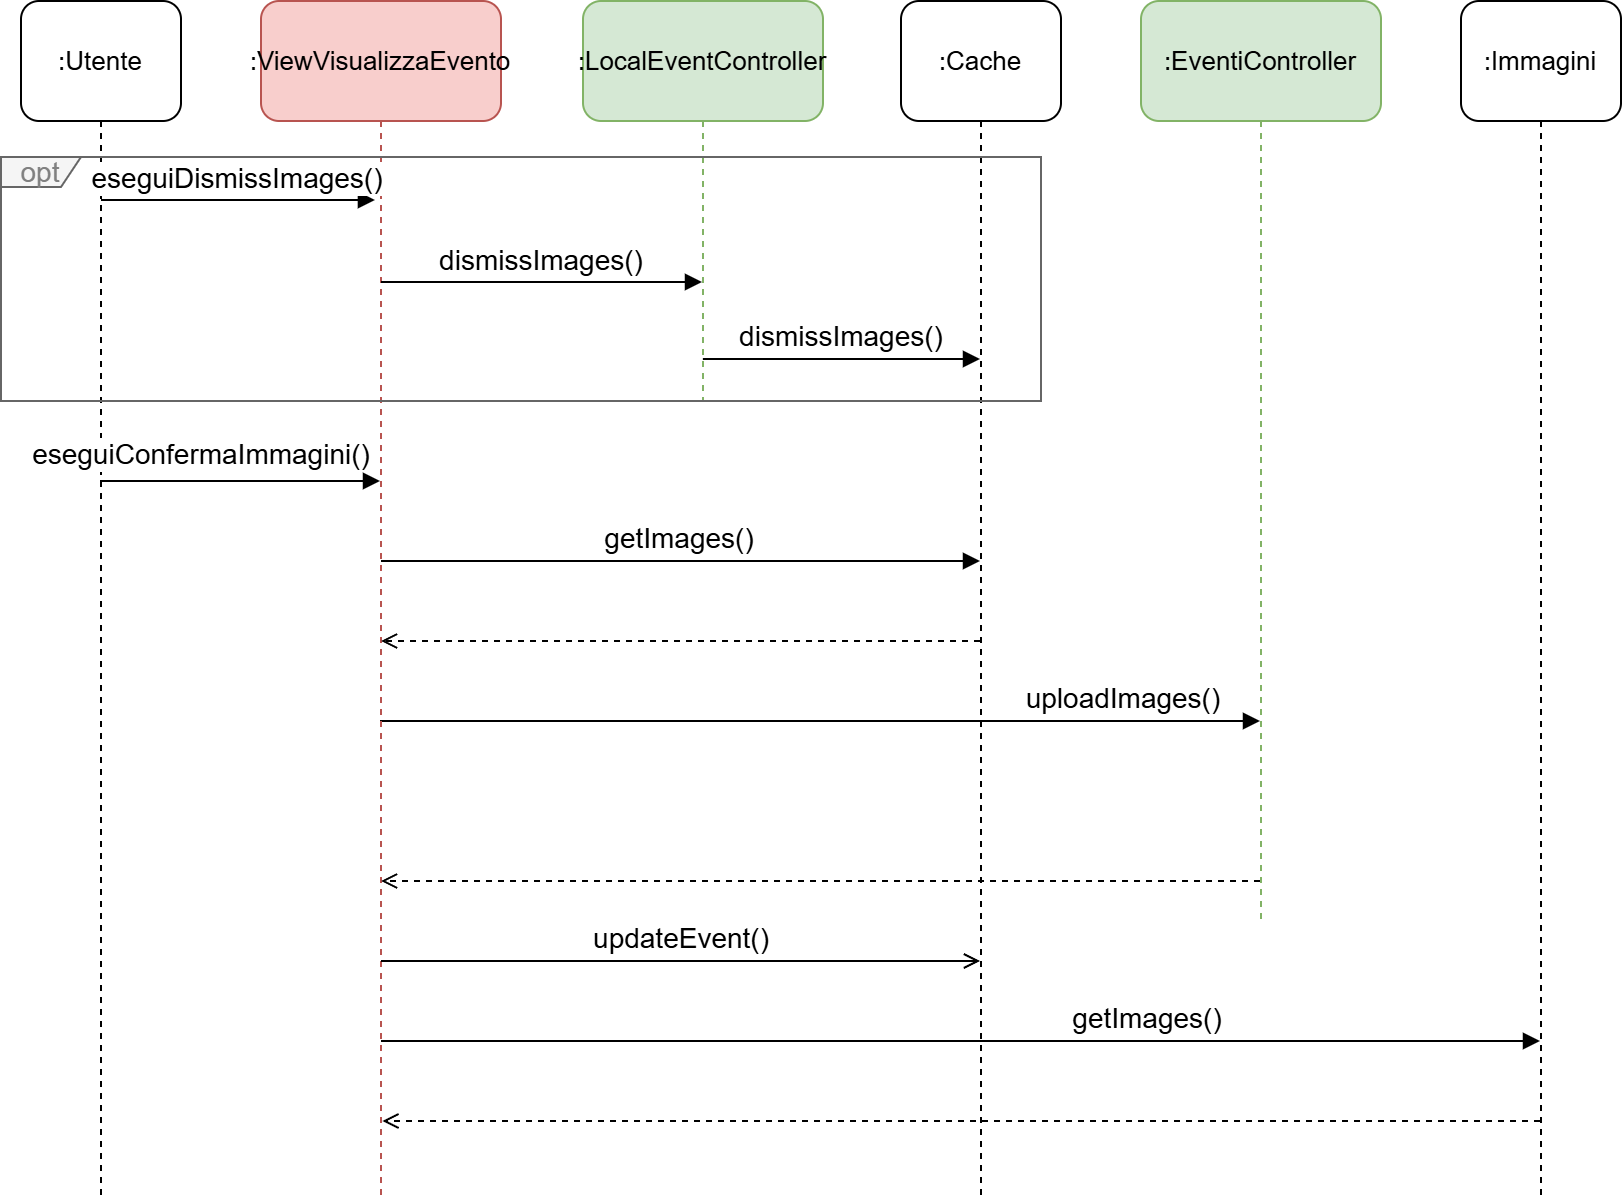 :Utente
:ViewVisualizzaEvento
:LocalEventController
:Cache
:EventiController
:Immagini
opt
eseguiDismissImages()
dismissImages()
dismissImages()
eseguiConfermaImmagini()
getImages()
uploadImages()
updateEvent()
getImages()